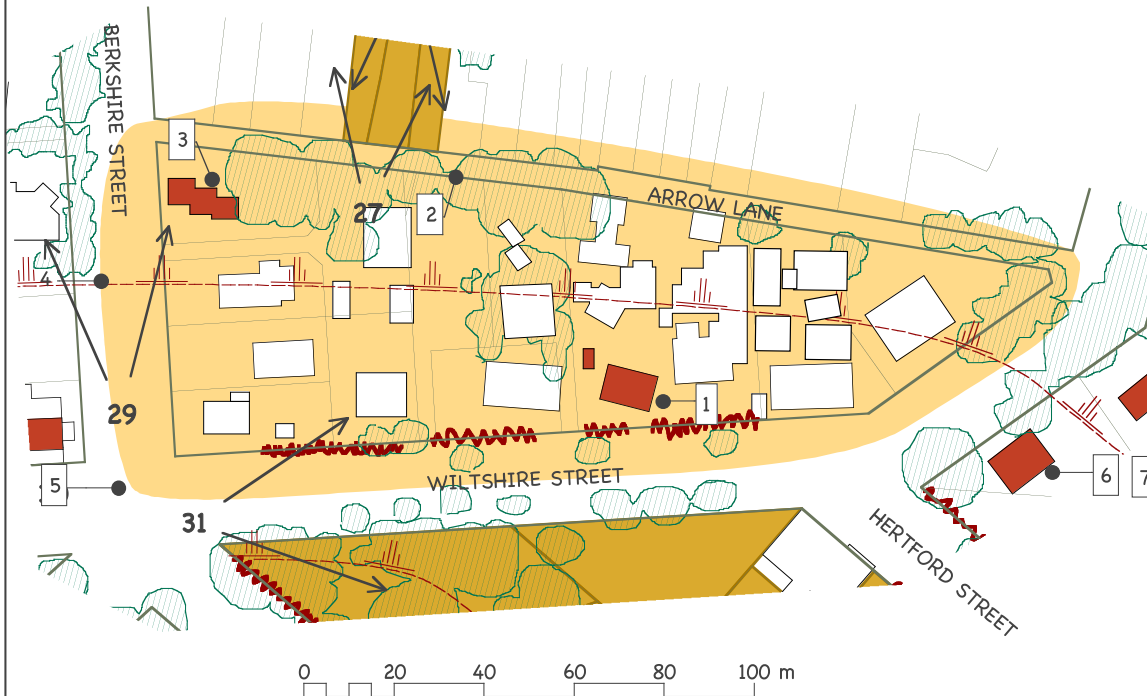 BERKSHIRE STREET
3
27
2
ARROW LANE
4
1
29
WILTSHIRE STREET
5
6
7
31
HERTFORD STREET
0 20 40 60 80 100 m